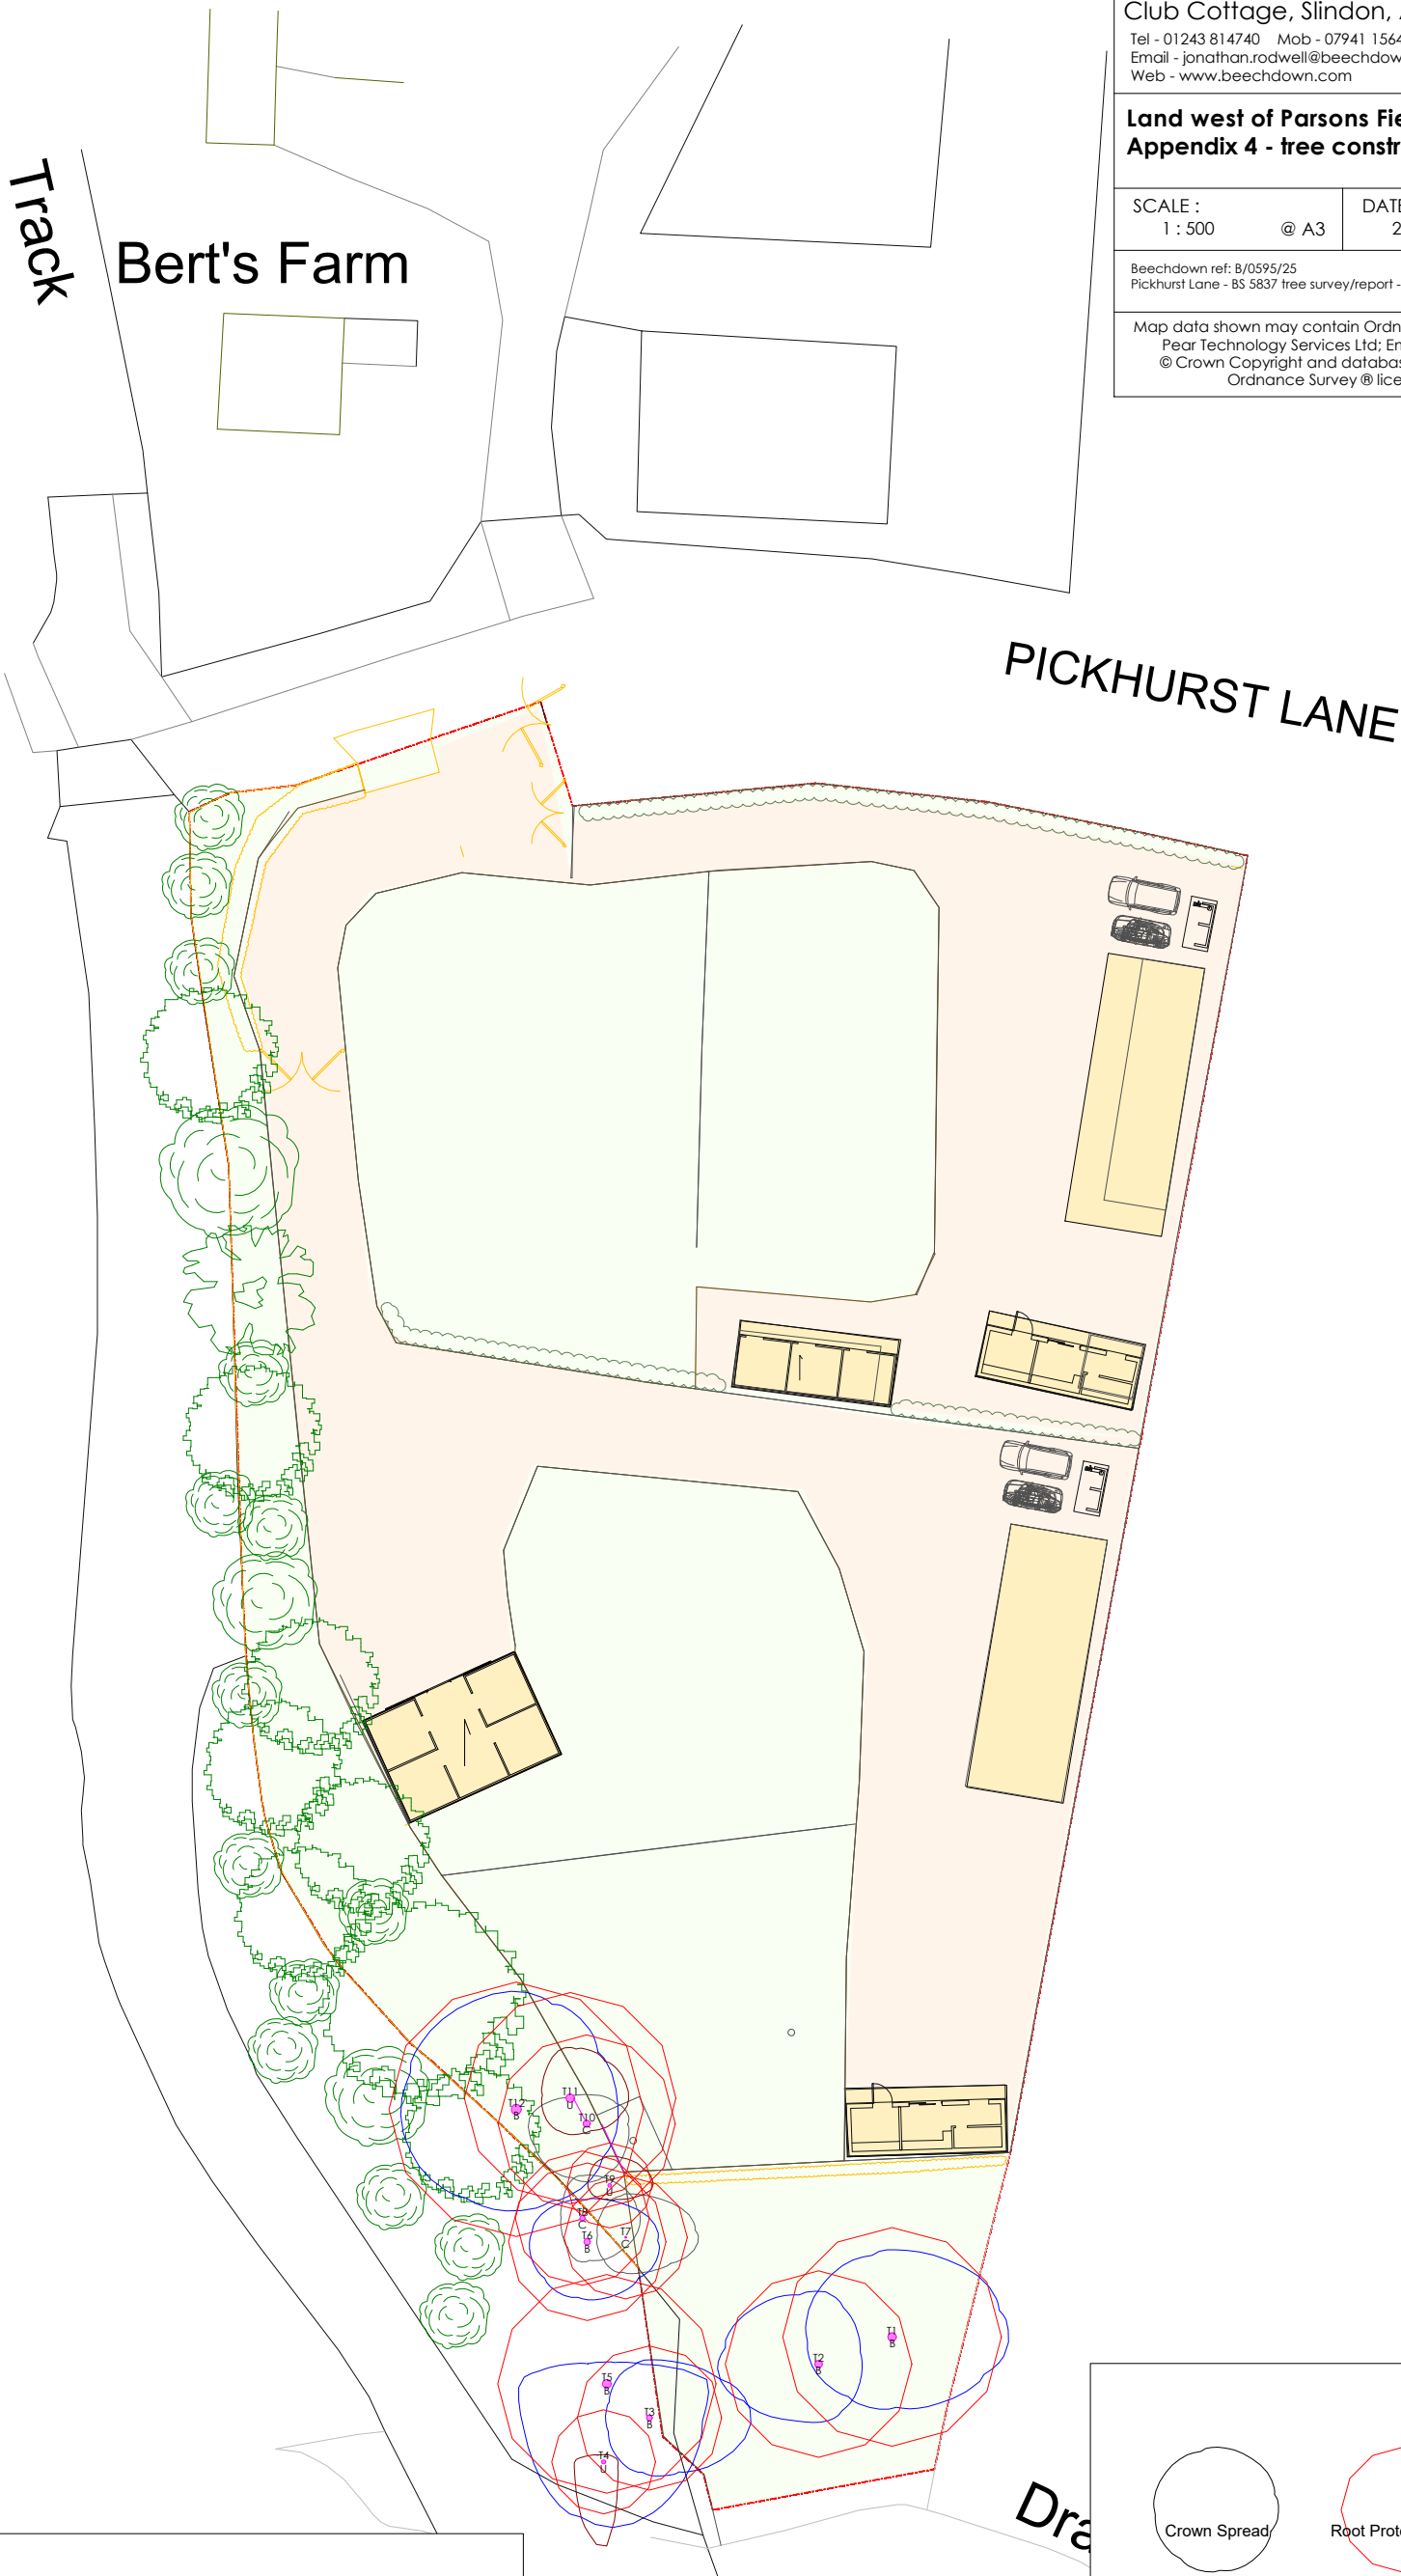 Club Cottage, Slindon,
Tel - 01243 814740 Mob - 07941 1564
Email - jonathan.rodwell@beechdow
Web - www.beechdown.com
Land west of Parsons Fie
Appendix 4 - tree constr
SCALE :
1 : 500 @ A3
DATE
2
Beechdown ref: B/0595/25
Pickhurst Lane - BS 5837 tree survey/report -
Map data shown may contain Ordn
Pear Technology Services Ltd; Em
© Crown Copyright and databas
Ordnance Survey ® lice
Track
Bert's Farm
PICKHURST LANE
T11
U
T12
B
T10
C
T9
U
T8
C
T7
C
T6
B
T1
B
T2
B
T5
B
T3
B
T4
U
Dra
Crown Spread
Root Prote